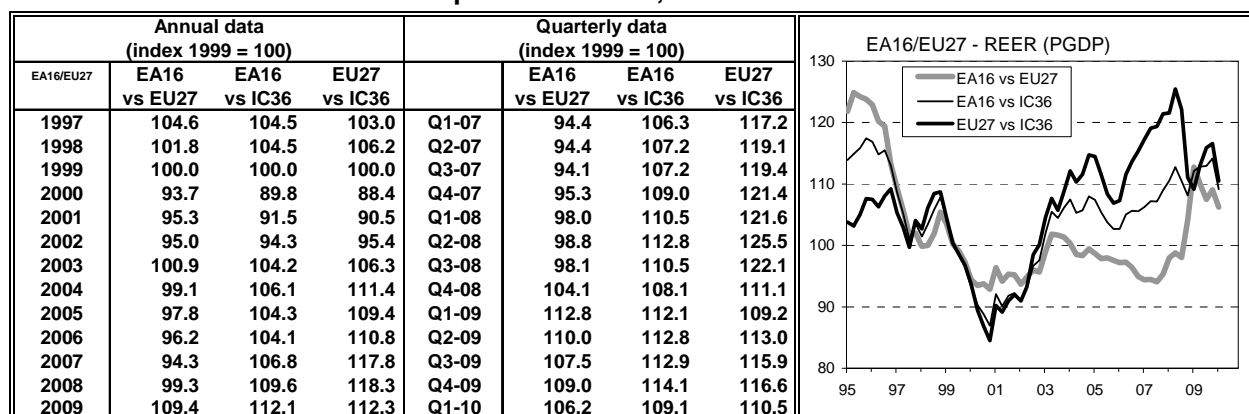 Annual data Quarterly data
(index 1999 = 100) (index 1999 = 100)
EA16/EU27 EA16 EA16 EU27 EA16 EA16 EU27
vs EU27 vs IC36 vs IC36 vs EU27 vs IC36 vs IC36
1997 104.6 104.5 103.0 Q1-07 94.4 106.3 117.2
1998 101.8 104.5 106.2 Q2-07 94.4 107.2 119.1
1999 100.0 100.0 100.0 Q3-07 94.1 107.2 119.4
2000 93.7 89.8 88.4 Q4-07 95.3 109.0 121.4
2001 95.3 91.5 90.5 Q1-08 98.0 110.5 121.6
2002 95.0 94.3 95.4 Q2-08 98.8 112.8 125.5
2003 100.9 104.2 106.3 Q3-08 98.1 110.5 122.1
2004 99.1 106.1 111.4 Q4-08 104.1 108.1 111.1
2005 97.8 104.3 109.4 Q1-09 112.8 112.1 109.2
2006 96.2 104.1 110.8 Q2-09 110.0 112.8 113.0
2007 94.3 106.8 117.8 Q3-09 107.5 112.9 115.9
2008 99.3 109.6 118.3 Q4-09 109.0 114.1 116.6
2009 109.4 112.1 112.3 Q1-10 106.2 109.1 110.5
EA16/EU27 - REER (PGDP)
EA16 vs EU27
EA16 vs IC36
EU27 vs IC36
130
120
110
100
90
80
95 97 99 01 03 05 07 09